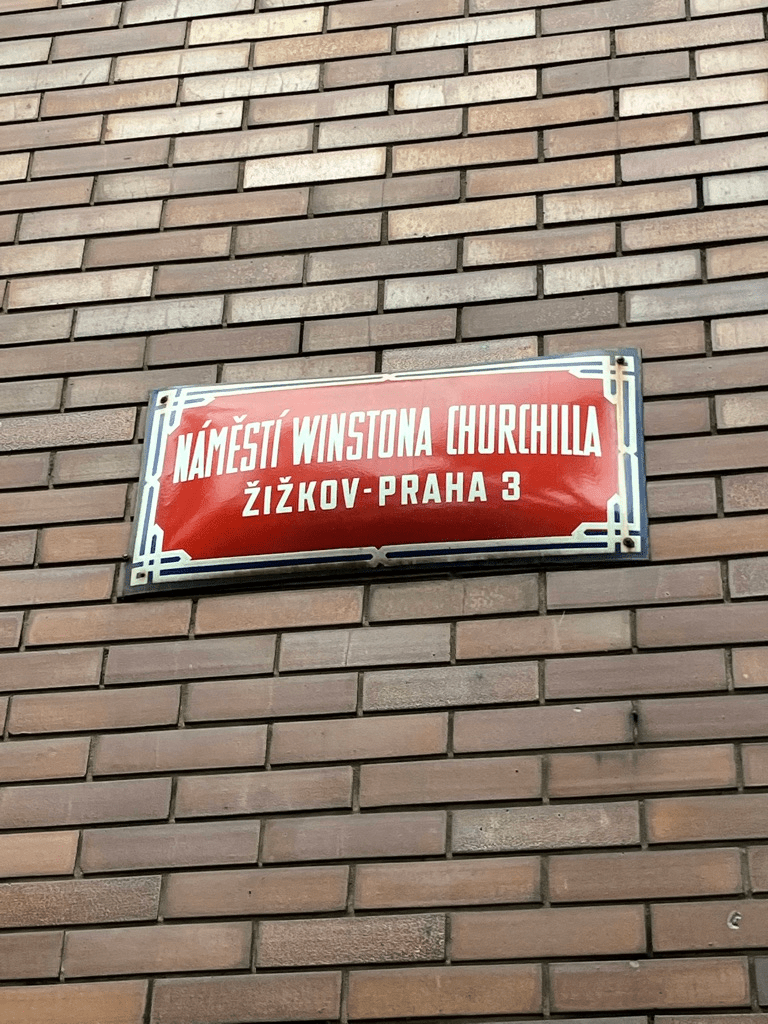 NÁMĚSTÍ WINSTONA CHURCHILLA
ŽIŽKOV-PRAHA 3